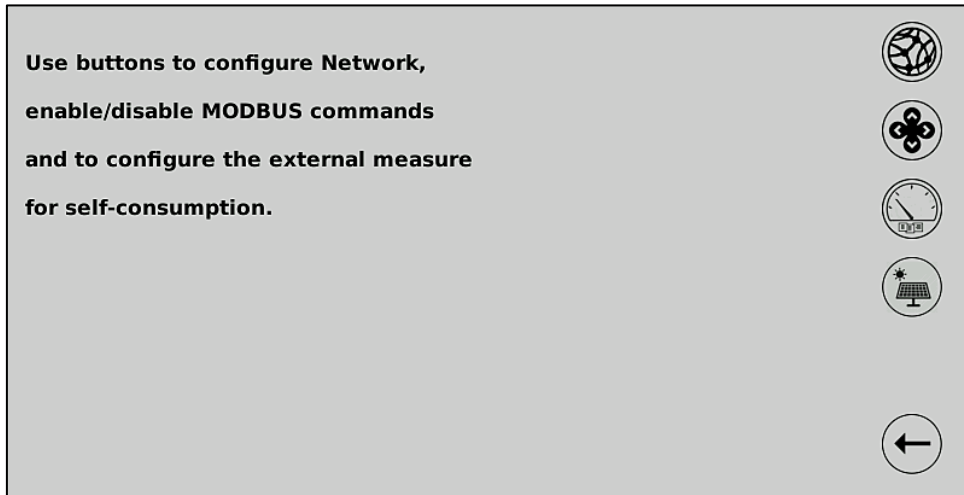 Use buttons to configure Network,
enable/disable MODBUS commands
and to configure the external measure
for self-consumption.